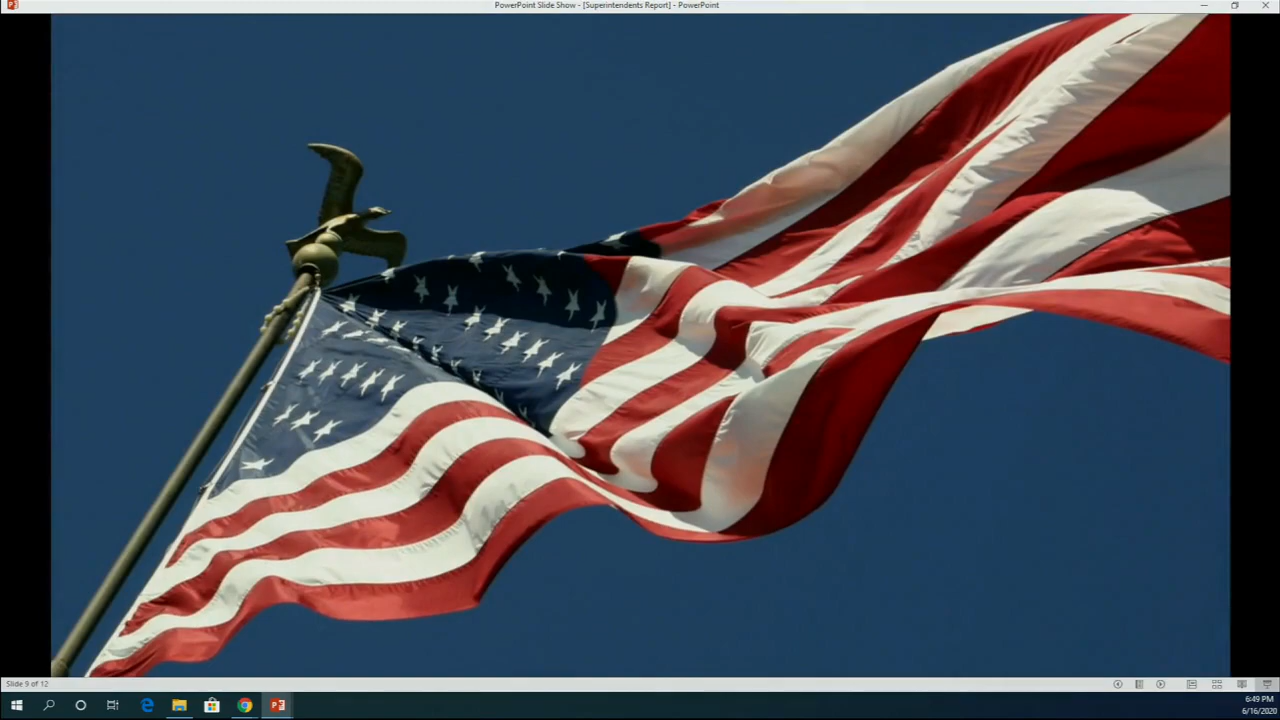 PowerPoint Slide Show - [Superintendents Report] - PowerPoint
Slide 9 of 12
6:49 PM
6/16/2020